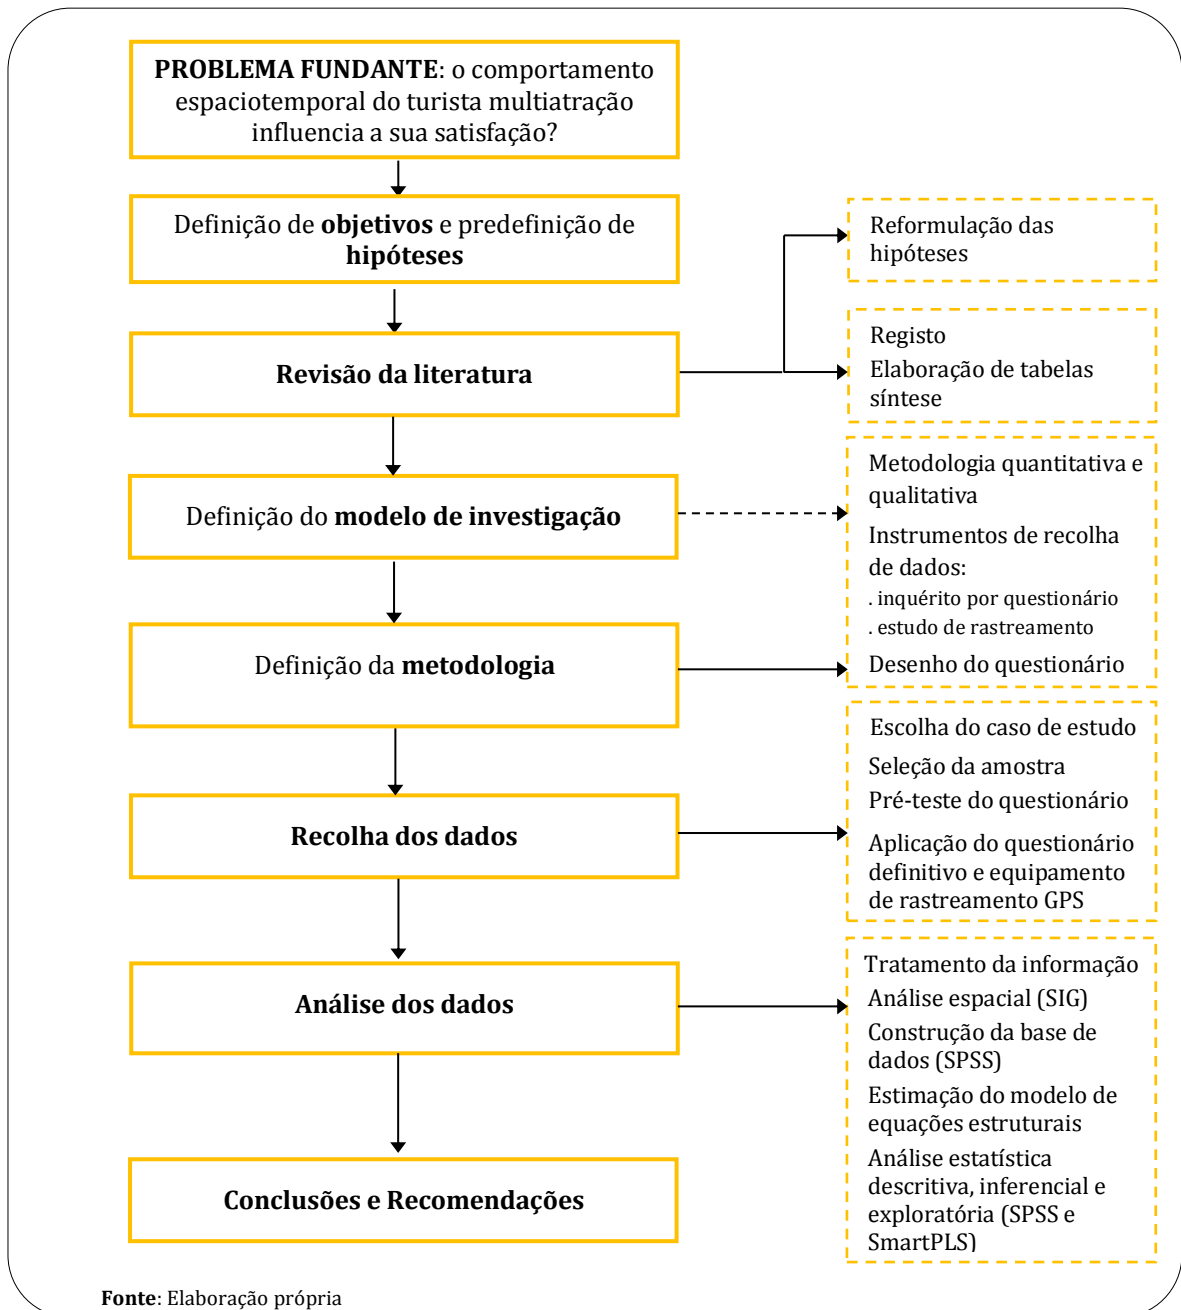 PROBLEMA FUNDANTE: o comportamento
espaciotemporal do turista multiatração
influencia a sua satisfação?
Definição de objetivos e predefinição de
hipóteses
Reformulação das
hipóteses
Revisão da literatura
Registo
Elaboração de tabelas
síntese
Definição do modelo de investigação
Metodologia quantitativa e
qualitativa
Instrumentos de recolha
de dados:
. inquérito por questionário
. estudo de rastreamento
Desenho do questionário
Definição da metodologia
Recolha dos dados
Escolha do caso de estudo
Seleção da amostra
Pré-teste do questionário
Aplicação do questionário
definitivo e equipamento
de rastreamento GPS
Análise dos dados
Tratamento da informação
Análise espacial (SIG)
Construção da base de
dados (SPSS)
Estimação do modelo de
equações estruturais
Análise estatística
descritiva, inferencial e
exploratória (SPSS e
SmartPLS)
Conclusões e Recomendações
Fonte: Elaboração própria